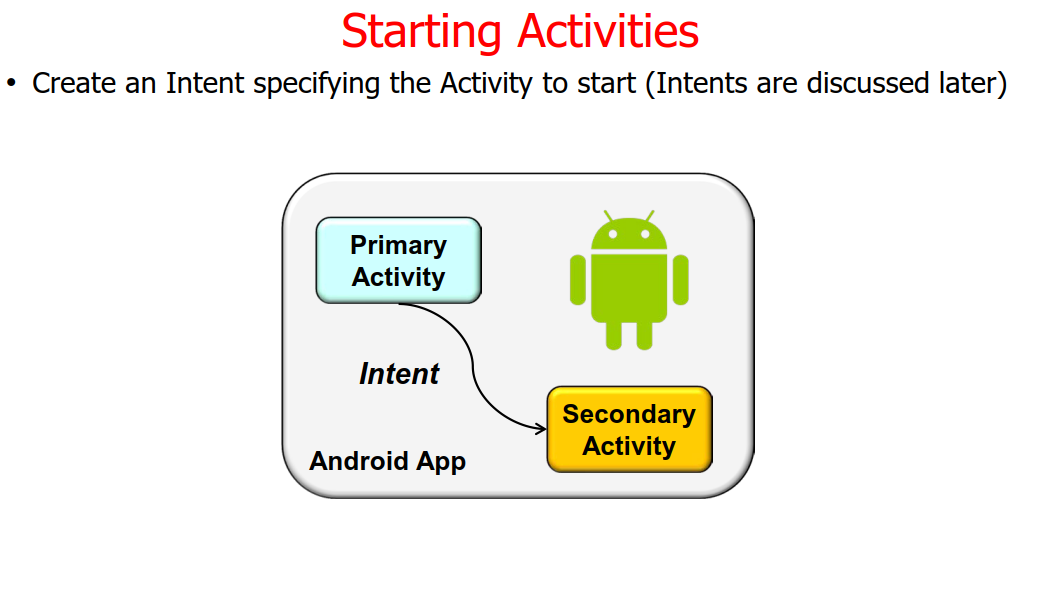 Starting Activities
• Create an Intent specifying the Activity to start (Intents are discussed later)
Primary
Activity
Intent
Secondary
Activity
Android App